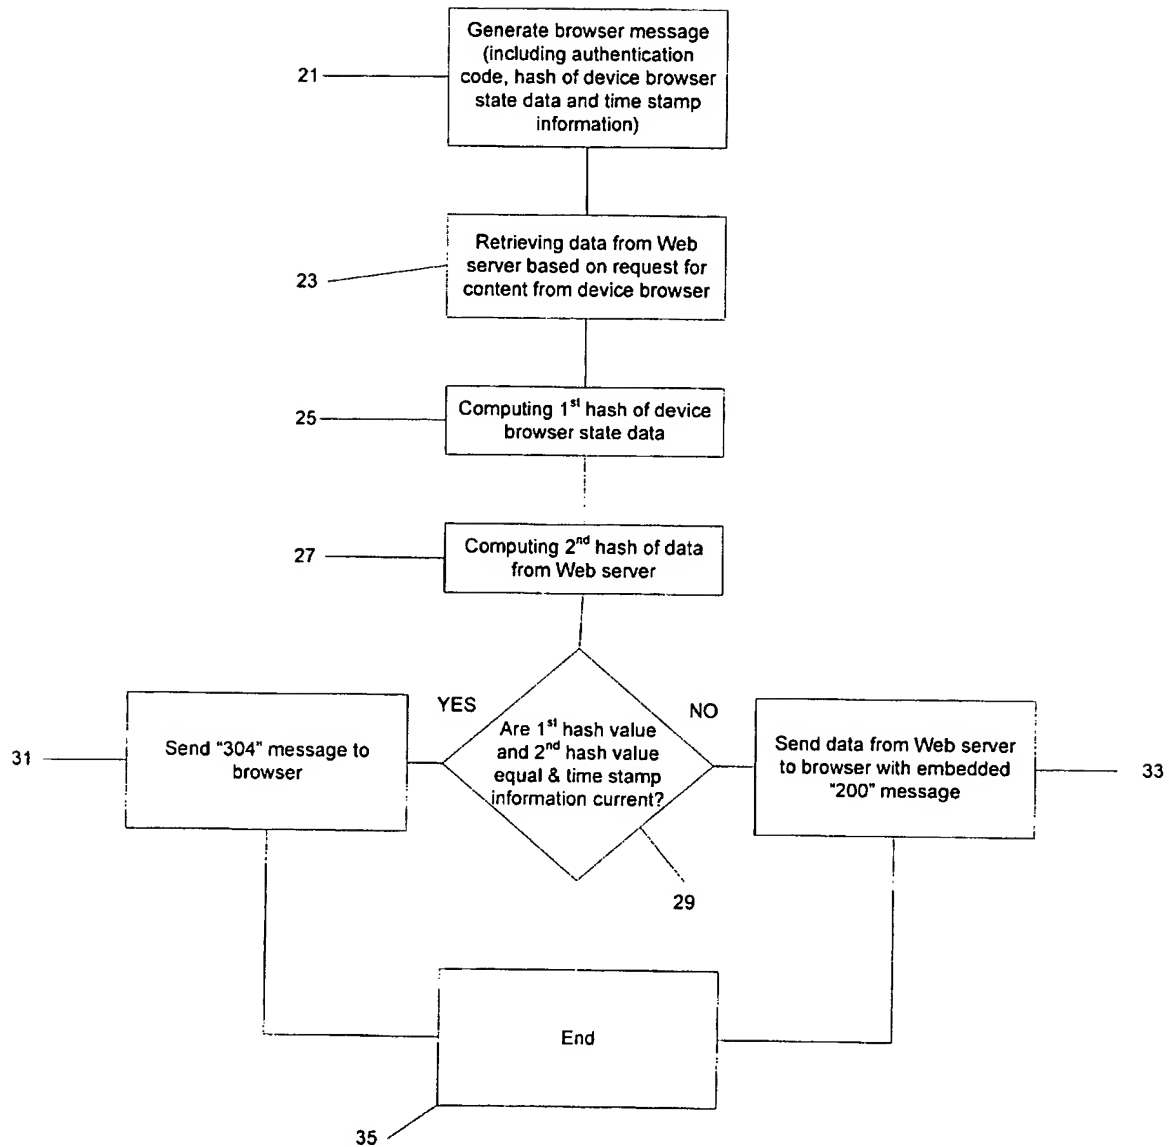 Generate browser message
(including authentication
code, hash of device browser
state data and time stamp
information)
21
Retrieving data from Web
server based on request for
content from device browser
23
Computing 1st hash of device
browser state data
25
Computing 2nd hash of data
from Web server
27
YES
NO
Are 1st hash value
and 2nd hash value
equal & time stamp
information current?
29
Send "304" message to
browser
31
Send data from Web server
to browser with embedded
"200" message
33
End
35